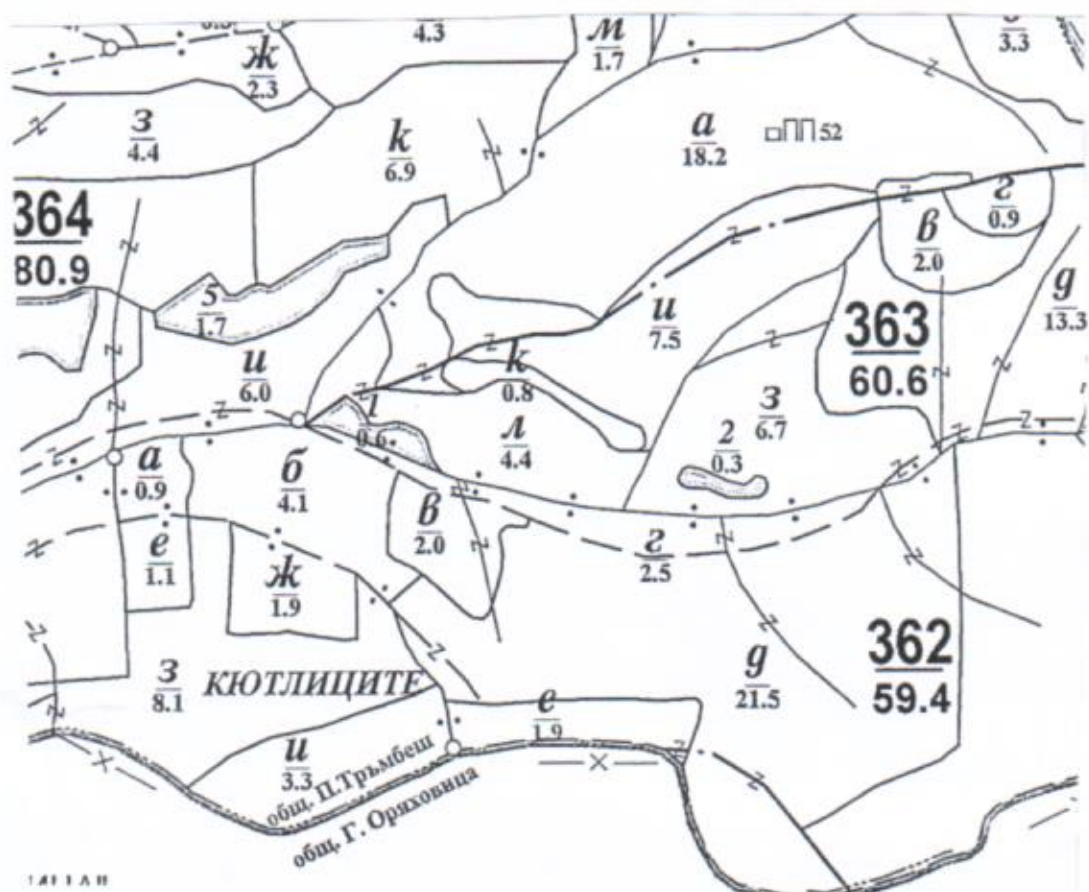 4.3
м
1.7
3.3
ж
2.3
з
4.4
к
6.9
а
18.2
ПП 52
г
0.9
в
2.0
364
80.9
5
1.7
и
7.5
363
60.6
д
13.3
и
6.0
к
0.8
1
0.6
л
4.4
з
6.7
2
0.3
а
0.9
б
4.1
в
2.0
г
2.5
е
1.1
ж
1.9
з
8.1
КЮТЛИЦИТЕ
д
21.5
362
59.4
е
1.9
и
3.3
общ. П.Тръмбеш
общ. Г. Оряховица